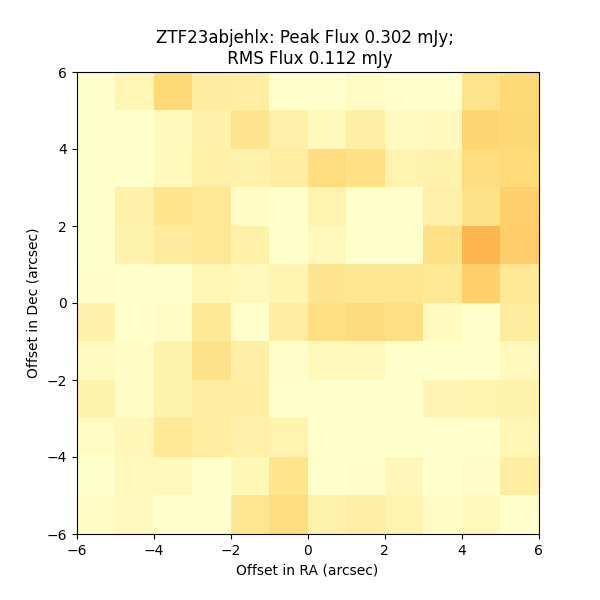 ZTF23abjehlx: Peak Flux 0.302 mJy;
RMS Flux 0.112 mJy
6
4
2
0
−2
−4
−6
Offset in Dec (arcsec)
−6 −4 −2 0 2 4 6
Offset in RA (arcsec)